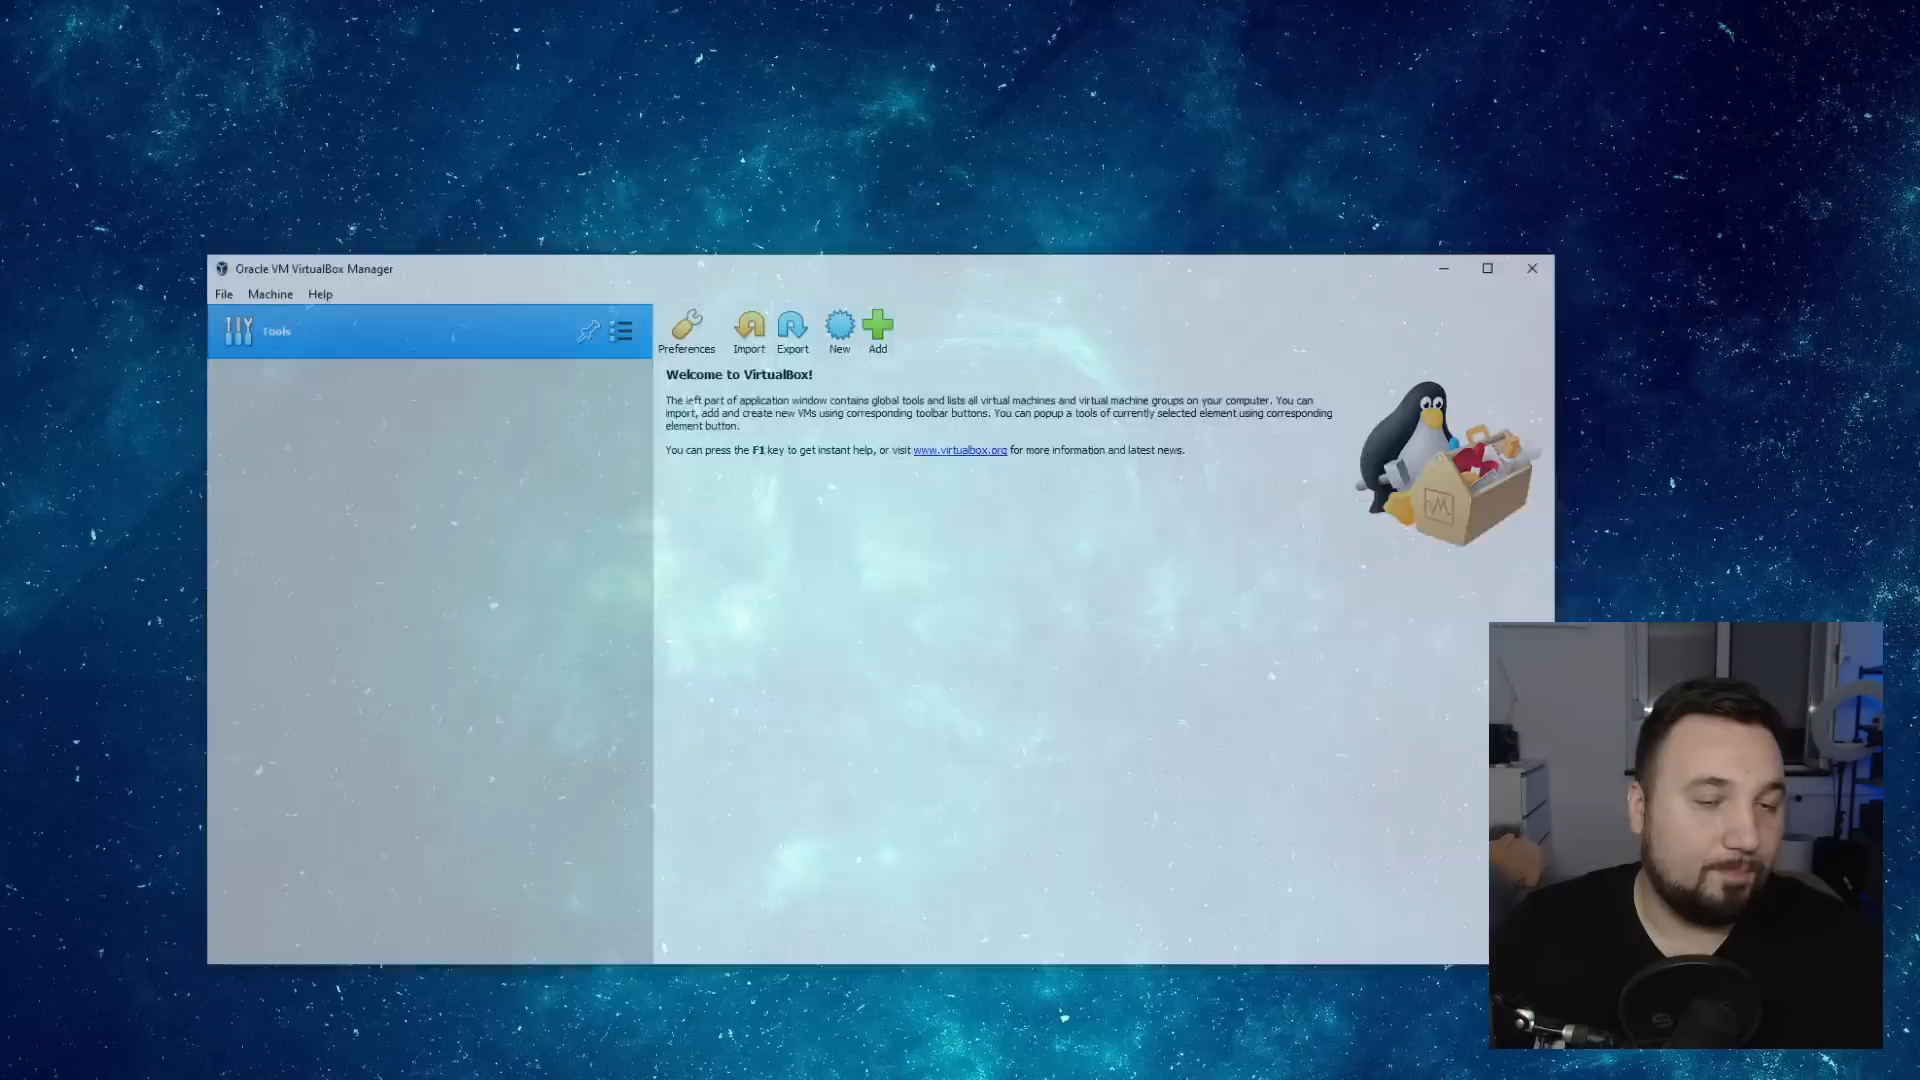 Oracle VM VirtualBox Manager
File Machine Help
Tools
Preferences Import Export New Add
Welcome to VirtualBox!
The left part of application window contains global tools and lists all virtual machines and virtual machine groups on your computer. You can
import, add and create new VMs using corresponding toolbar buttons. You can popup a tools of currently selected element using corresponding
element button.
You can press the F1 key to get instant help, or visit www.virtualbox.org for more information and latest news.